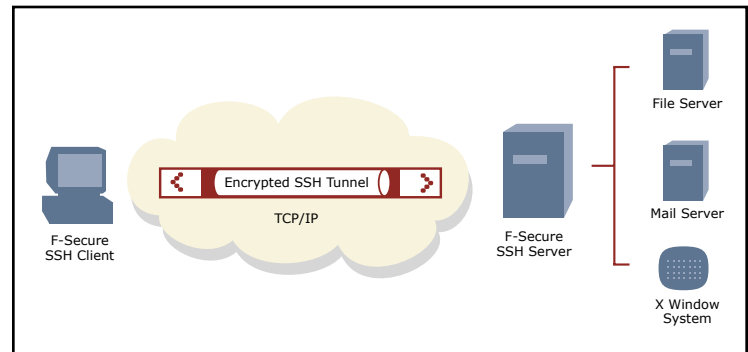 File Server
Encrypted SSH Tunnel
TCP/IP
F-Secure
SSH Client
F-Secure
SSH Server
Mail Server
X Window
System